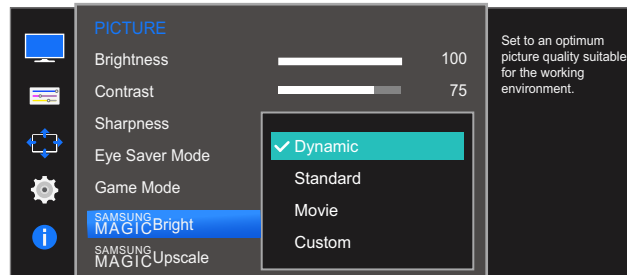 PICTURE
Brightness 100
Contrast 75
Sharpness
Eye Saver Mode
Game Mode
SAMSUNG
MAGICBright
SAMSUNG
MAGICUpscale
Dynamic
Standard
Movie
Custom
Set to an optimum
picture quality suitable
for the working
environment.